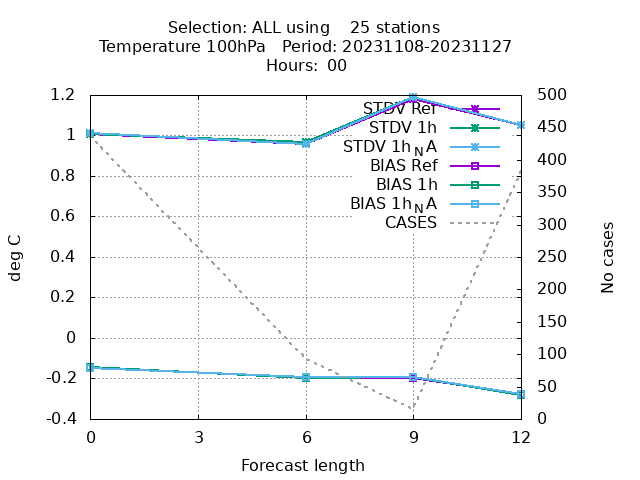 Selection: ALL using    25 stations
Temperature 100hPa   Period: 20231108-20231127
Hours: 00
STDV Ref
STDV 1h
STDV 1h_NA
BIAS Ref
BIAS 1h
BIAS 1h_NA
CASES
1.2
1
0.8
0.6
0.4
0.2
0
-0.2
-0.4
deg C
500
450
400
350
300
250
200
150
100
50
0
No cases
0 3 6 9 12
Forecast length